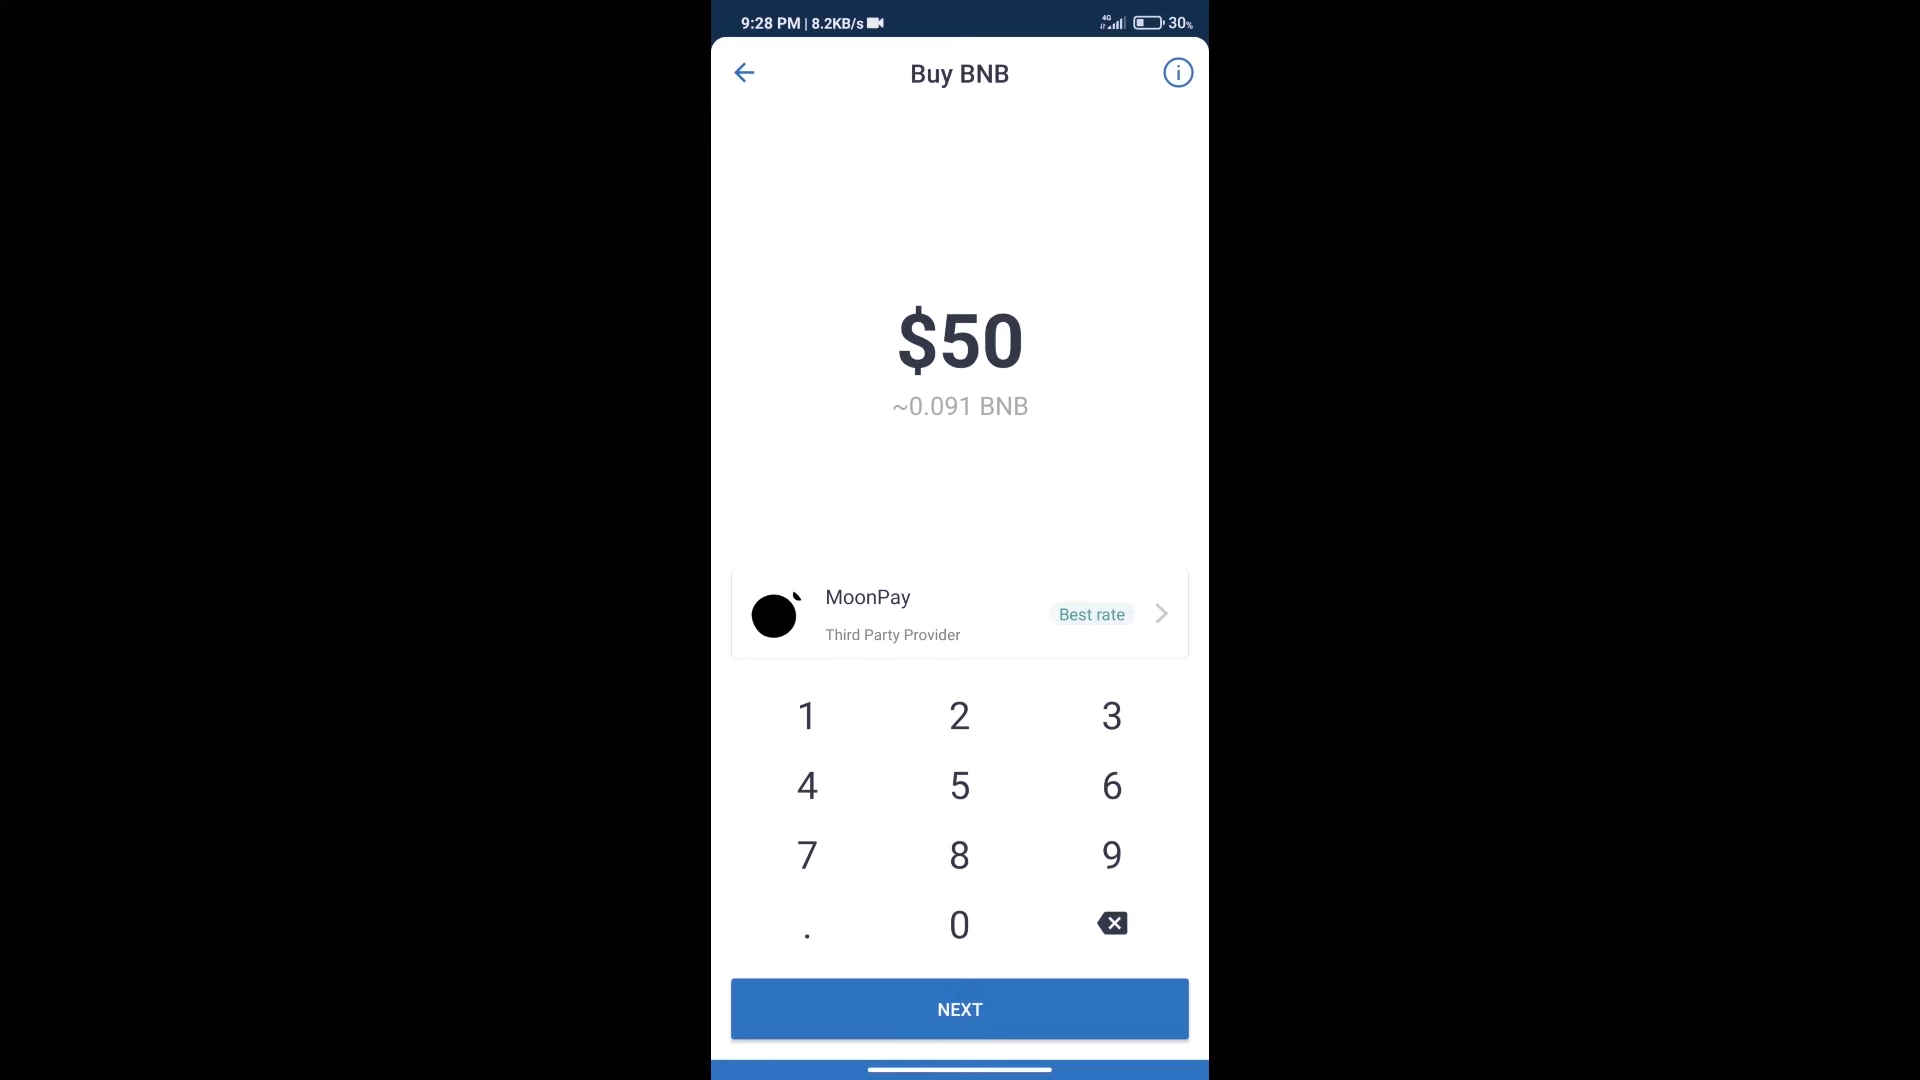 9:28 PM | 8.2KB/s 4G 30%
Buy BNB
$50
~0.091 BNB
MoonPay
Best rate
Third Party Provider
1 2 3
4 5 6
7 8 9
. 0
NEXT